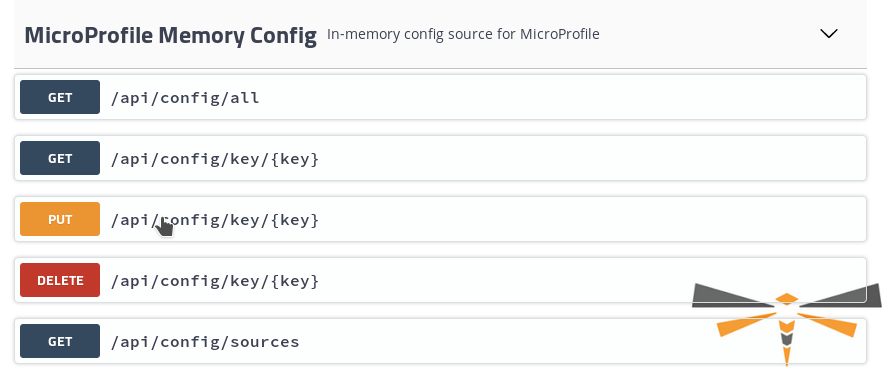 MicroProfile Memory Config In-memory config source for MicroProfile
GET /api/config/all
GET /api/config/key/{key}
PUT /api/config/key/{key}
DELETE /api/config/key/{key}
GET /api/config/sources